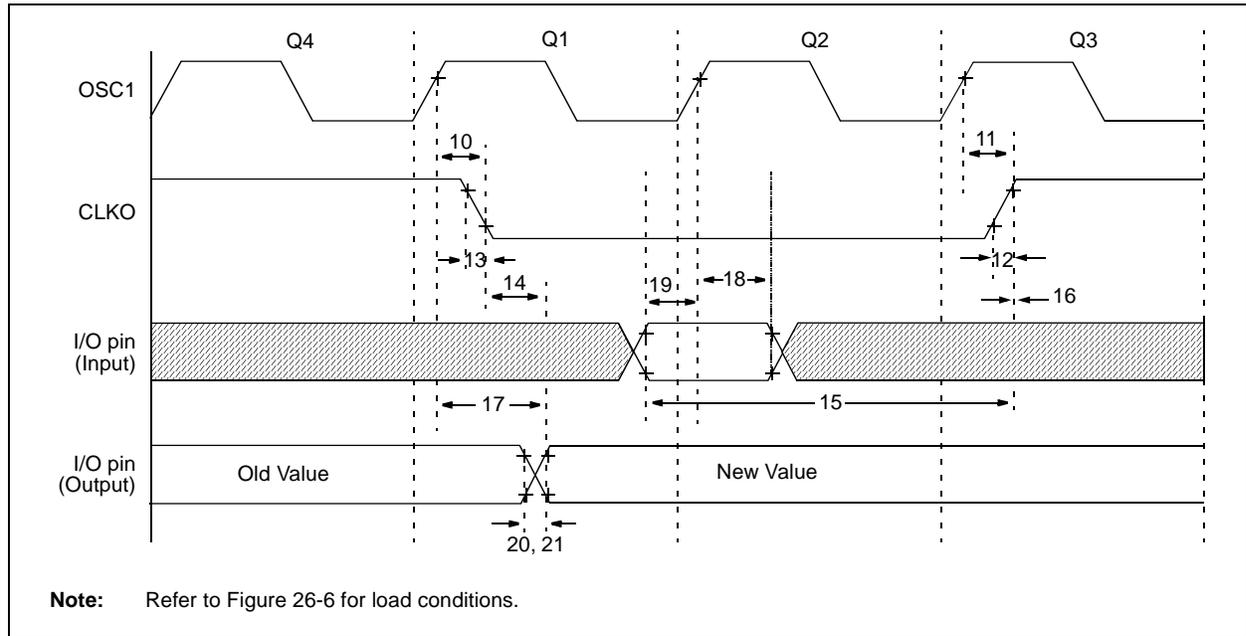 Q4 Q1 Q2 Q3
OSC1
10 11
CLKO
13 14 19 18 12 16
I/O pin
(Input)
17 15
I/O pin
(Output)
Old Value New Value
20, 21
Note: Refer to Figure 26-6 for load conditions.